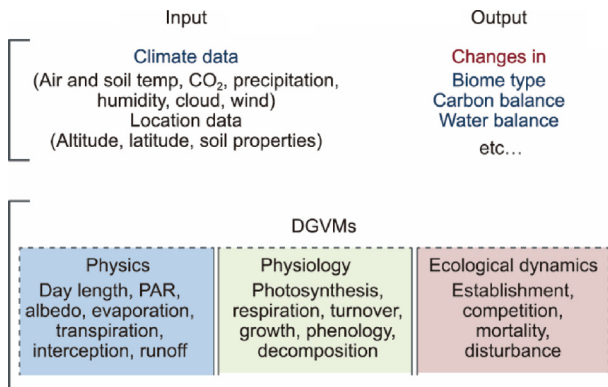 Input
Output
Climate data
(Air and soil temp, CO₂, precipitation,
humidity, cloud, wind)
Location data
(Altitude, latitude, soil properties)
Changes in
Biome type
Carbon balance
Water balance
etc...
DGVMs
Physics
Day length, PAR,
albedo, evaporation,
transpiration,
interception, runoff
Physiology
Photosynthesis,
respiration, turnover,
growth, phenology,
decomposition
Ecological dynamics
Establishment,
competition,
mortality,
disturbance